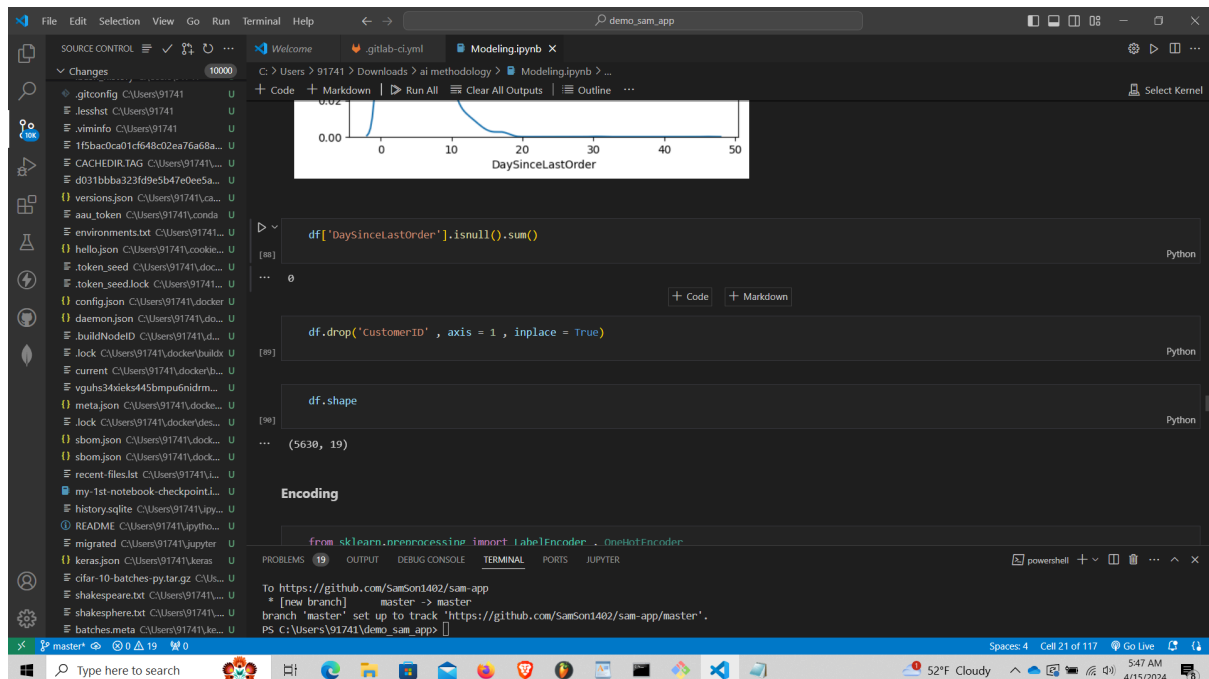 File Edit Selection View Go Run Terminal Help
demo_sam_app
SOURCE CONTROL
Changes 10000
.gitconfig C:\Users\91741 U
.lesshst C:\Users\91741 U
.viminfo C:\Users\91741 U
1f5bac0ca01cf648c02ea76a68a... U
CACHEDIR.TAG C:\Users\91741\... U
d031bbba323fd9e5b47e0ee5a... U
versions.json C:\Users\91741\.ca... U
aau_token C:\Users\91741\.conda U
environments.txt C:\Users\91741... U
hello.json C:\Users\91741\.cookie... U
.token_seed C:\Users\91741\.doc... U
.token_seed.lock C:\Users\91741... U
config.json C:\Users\91741\.docker U
daemon.json C:\Users\91741\.do... U
.buildNodeID C:\Users\91741\.d... U
.lock C:\Users\91741\.docker\buildx U
current C:\Users\91741\.docker\b... U
vguhs34xieks445bmpu6nidrm... U
meta.json C:\Users\91741\.docke... U
.lock C:\Users\91741\.docker\des... U
sbom.json C:\Users\91741\.dock... U
sbom.json C:\Users\91741\.dock... U
recent-files.lst C:\Users\91741\.i... U
my-1st-notebook-checkpoint.i... U
history.sqlite C:\Users\91741\.ipy... U
README C:\Users\91741\.ipytho... U
migrated C:\Users\91741\.jupyter U
keras.json C:\Users\91741\.keras U
cifar-10-batches-py.tar.gz C:\Us... U
shakespeare.txt C:\Users\91741\.... U
shakesphere.txt C:\Users\91741\.... U
batches.meta C:\Users\91741\.ke... U
10K
Welcome .gitlab-ci.yml Modeling.ipynb
C: > Users > 91741 > Downloads > ai methodology > Modeling.ipynb > ...
+ Code + Markdown Run All Clear All Outputs Outline ... Select Kernel
0.02
0.00
0 10 20 30 40 50
DaySinceLastOrder
df['DaySinceLastOrder'].isnull().sum()
[88] Python
... 0
+ Code + Markdown
df.drop('CustomerID' , axis = 1 , inplace = True)
[89] Python
df.shape
[90] Python
... (5630, 19)
Encoding
from sklearn.preprocessing import LabelEncoder , OneHotEncoder
PROBLEMS 19 OUTPUT DEBUG CONSOLE TERMINAL PORTS JUPYTER powershell
To https://github.com/SamSon1402/sam-app
* [new branch] master -> master
branch 'master' set up to track 'https://github.com/SamSon1402/sam-app/master'.
PS C:\Users\91741\demo_sam_app>
master* 0 19 0 Spaces: 4 Cell 21 of 117 Go Live
Type here to search 52°F Cloudy 5:47 AM
4/15/2024 8